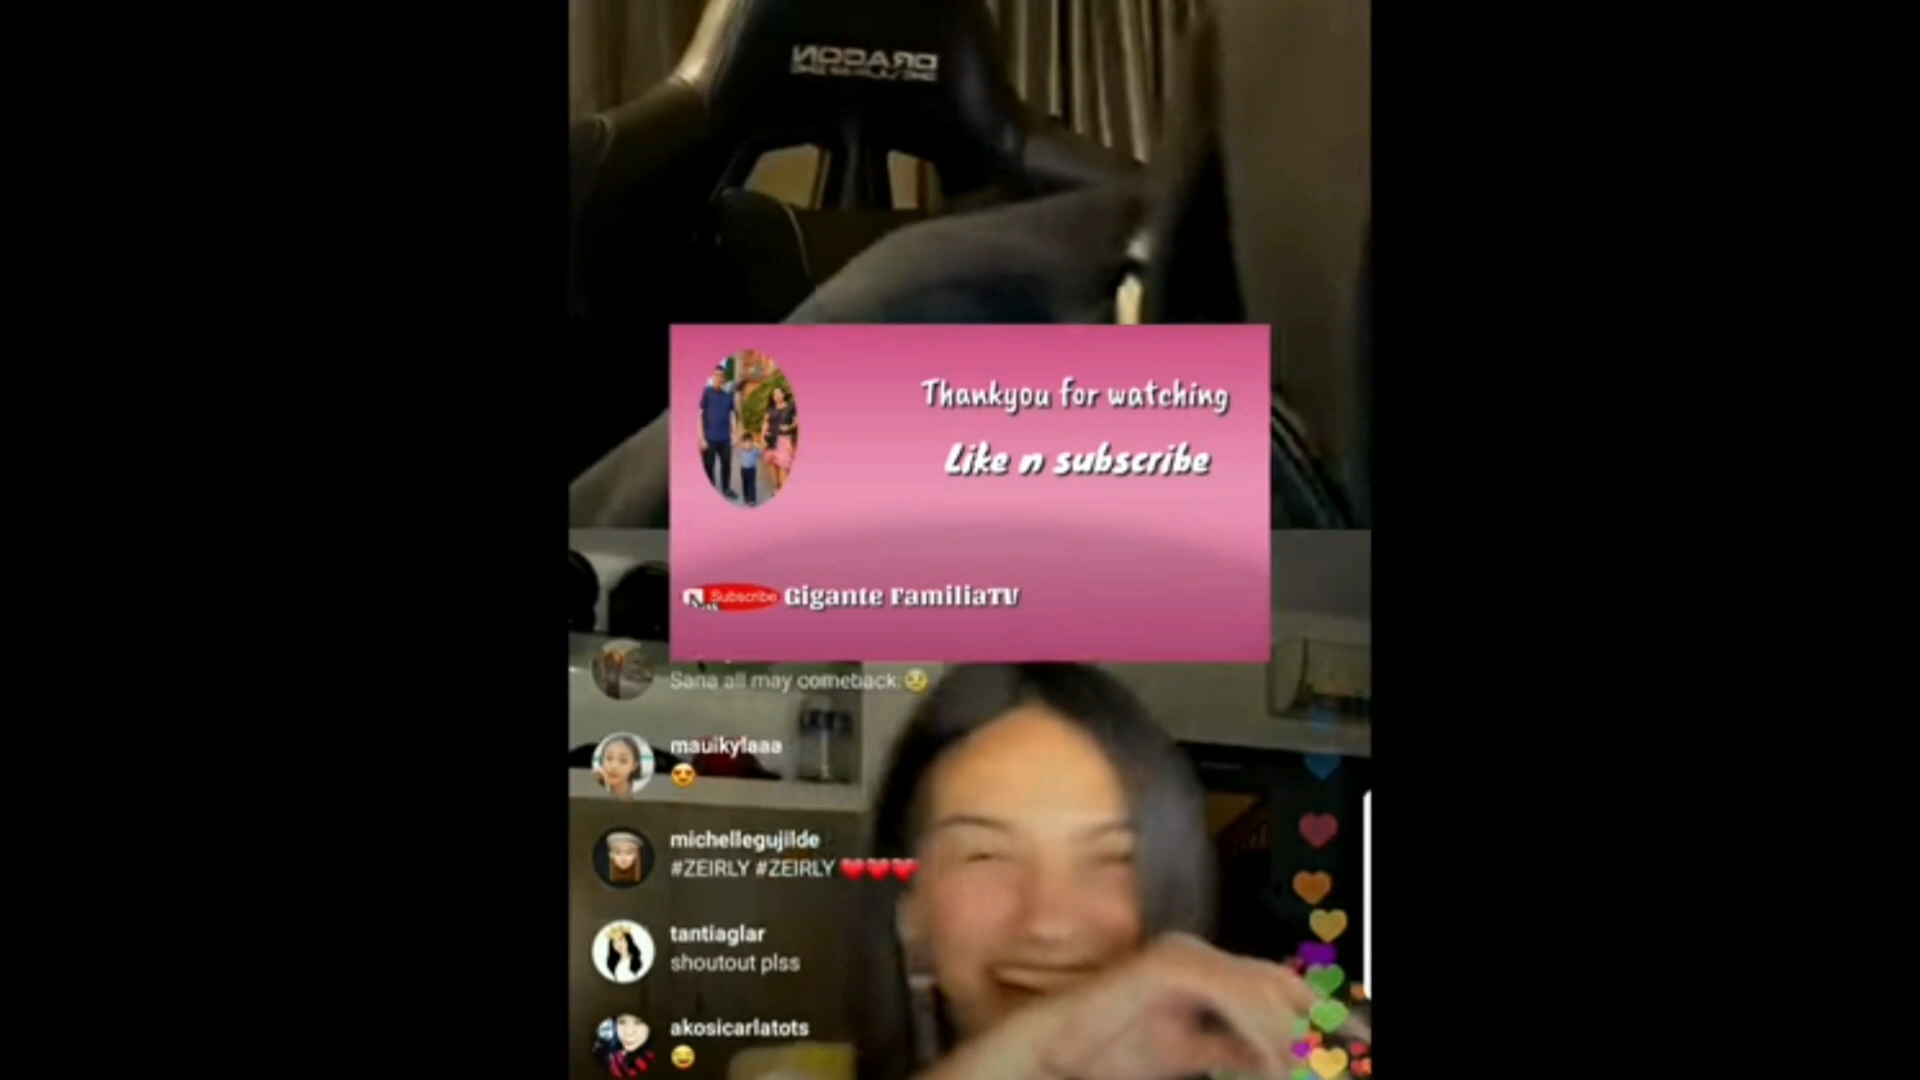 DRAGON
Thankyou for watching
Like n subscribe
Subscribe Gigante FamiliaTV
Sana all may comeback
mauikylaaa
michellegujilde
#ZEIRLY #ZEIRLY
tantiaglar
shoutout plss
akosicarlatots